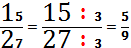 15/27 = 15 : 3/27 : 3 = 5/9